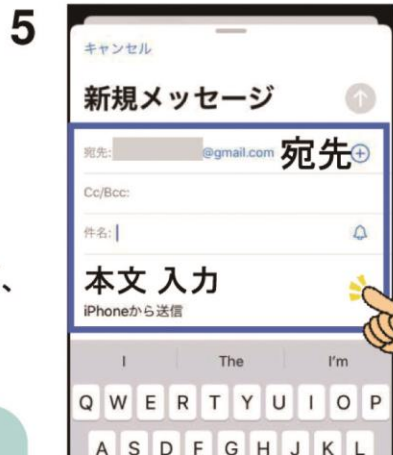 5
キャンセル
新規メッセージ
宛先: @gmail.com 宛先
Cc/Bcc:
件名:
本文 入力
iPhoneから送信
、
I The I'm
Q W E R T Y U I O P
A S D F G H J K L